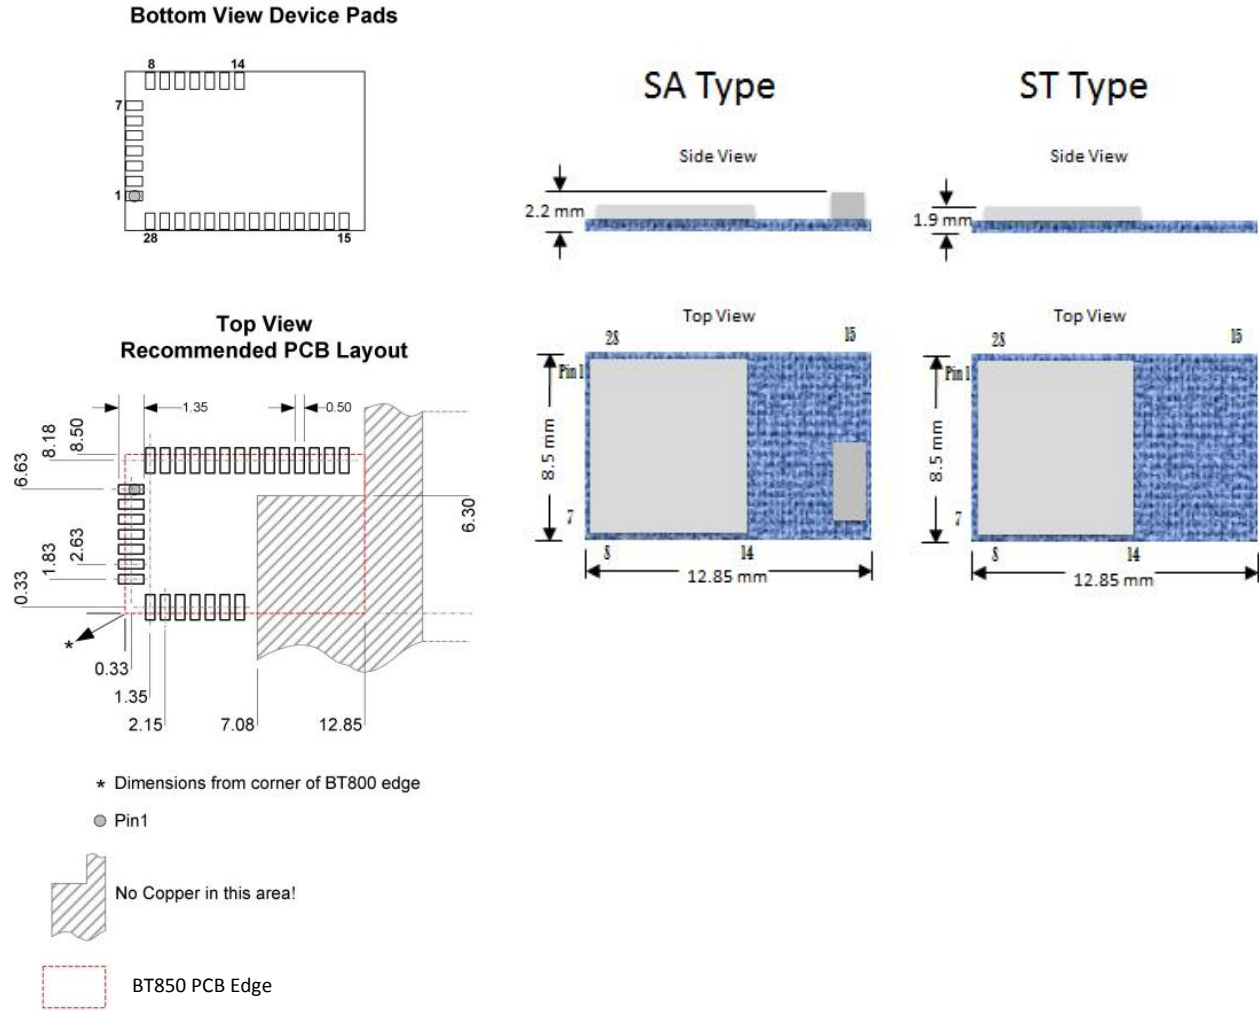 Bottom View Device Pads
8
14
7
1
28
15
SA Type
ST Type
Side View
Side View
2.2 mm
1.9 mm
Top View
Recommended PCB Layout
1.35
0.50
8.50
8.18
6.63
2.63
1.83
0.33
6.30
*
0.33
1.35
2.15
7.08
12.85
Top View
28
15
Pin 1
8.5 mm
7
8
14
12.85 mm
Top View
28
15
Pin 1
8.5 mm
7
8
14
12.85 mm
* Dimensions from corner of BT800 edge
Pin1
No Copper in this area!
BT850 PCB Edge